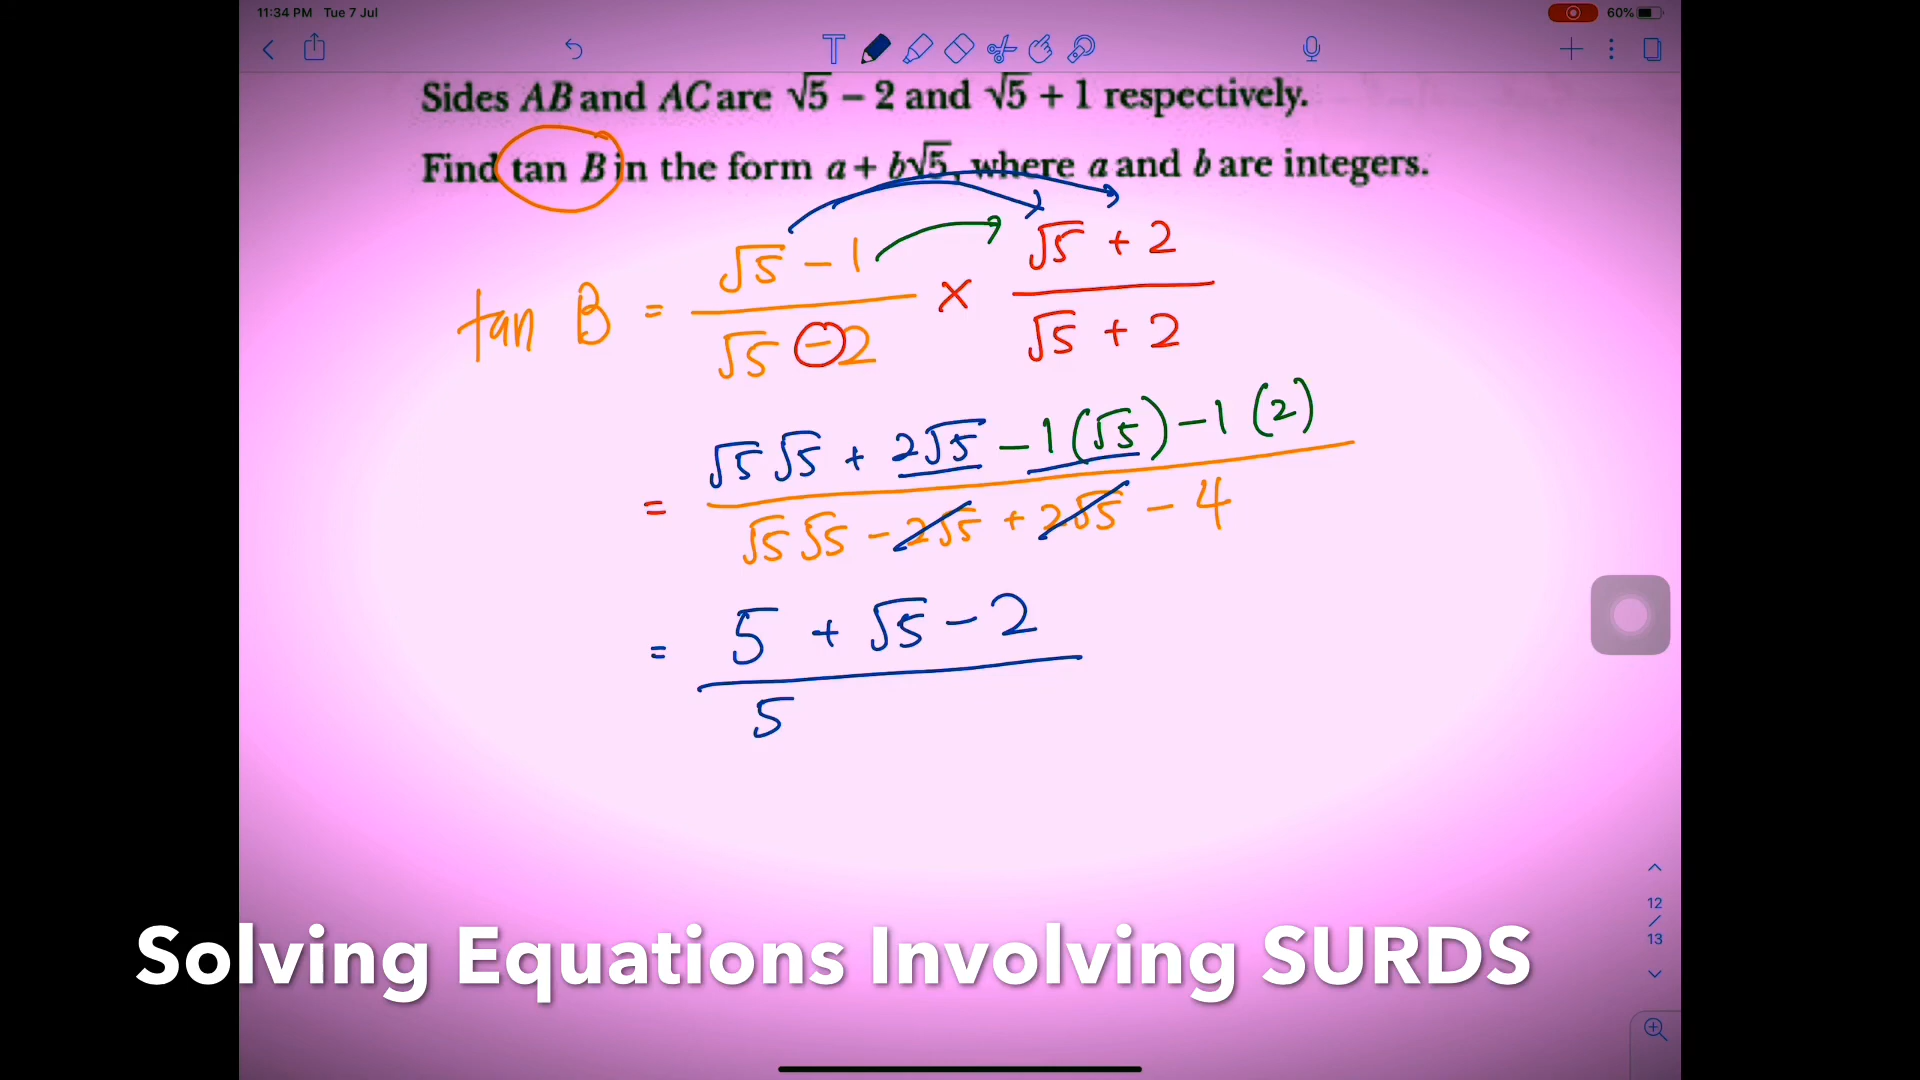 11:34 PM Tue 7 Jul
60%
Sides AB and AC are √5 − 2 and √5 + 1 respectively.
Find tan B in the form a + b√5, where a and b are integers.
tan B = (√5 − 1)/(√5 − 2) × (√5 + 2)/(√5 + 2)
= (√5 √5 + 2√5 − 1(√5) − 1(2))/(√5 √5 − 2√5 + 2√5 − 4)
= 5 + √5 − 2
5
12
/
13
Solving Equations Involving SURDS